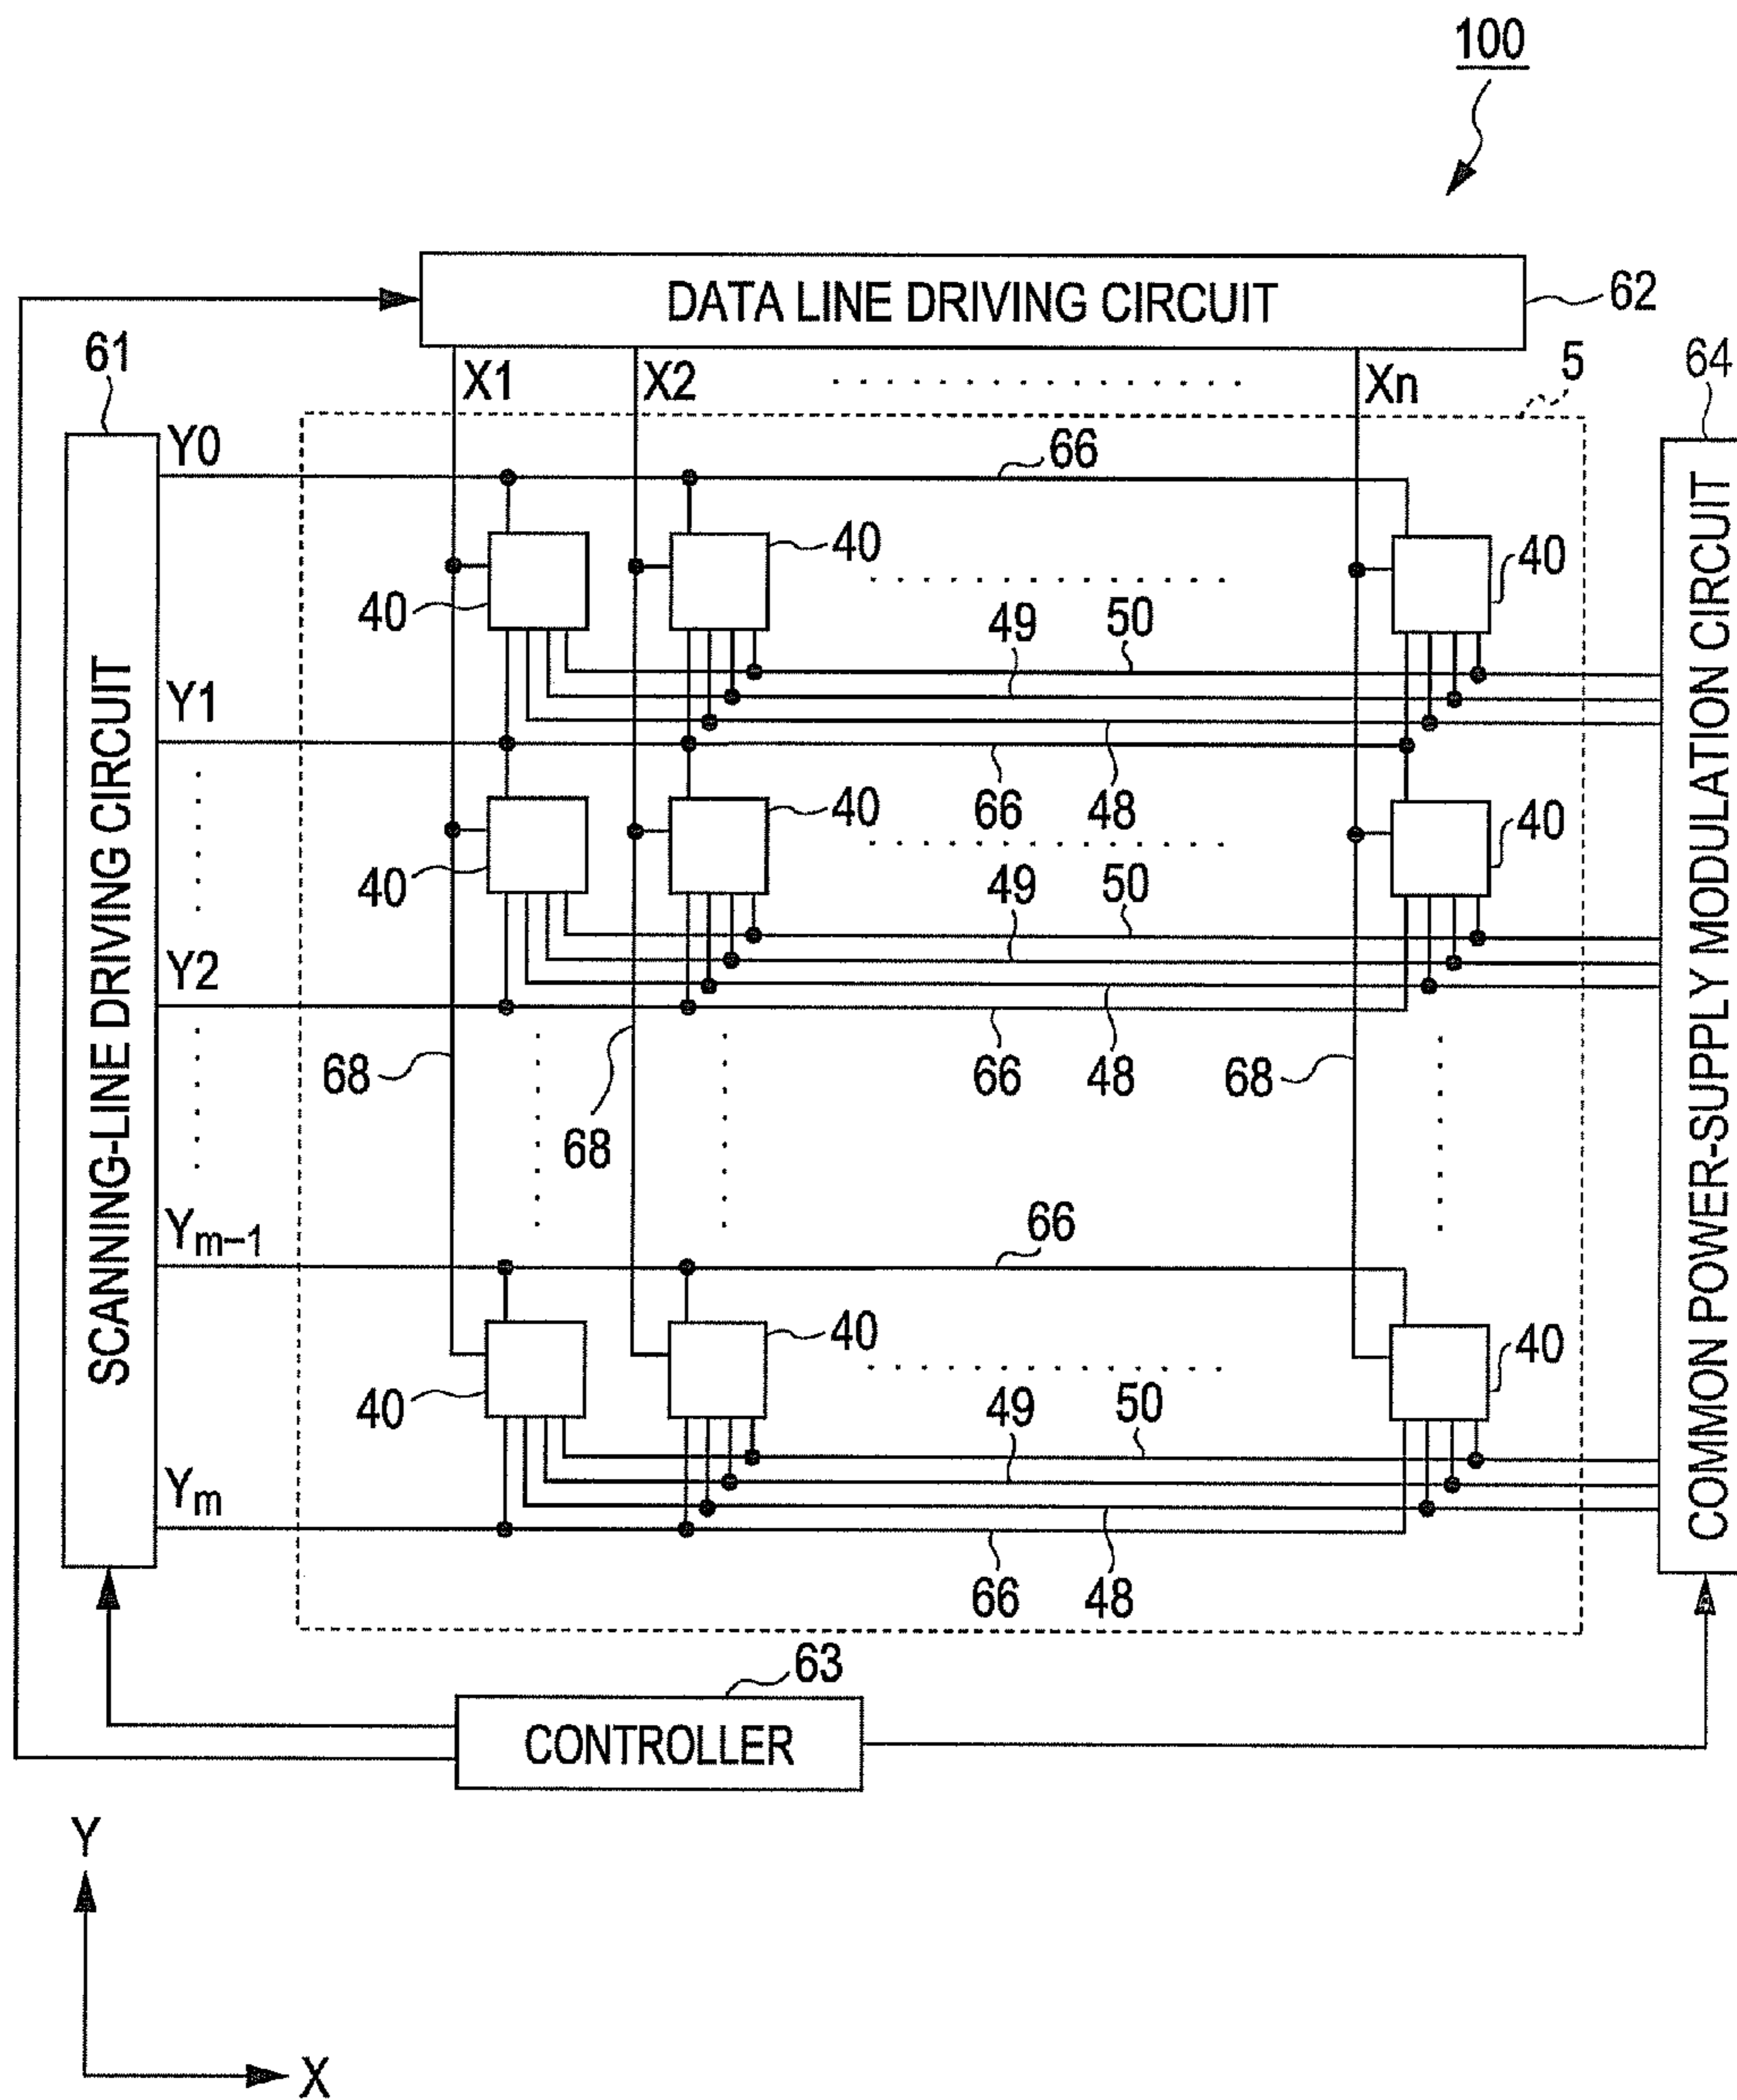 100
DATA LINE DRIVING CIRCUIT
62
61
X1
X2
Xn
5
64
Y0
66
40
40
40
49
50
Y1
66
48
40
40
40
49
50
Y2
66
48
68
68
68
Ym-1
66
40
40
40
49
50
Ym
66
48
SCANNING-LINE DRIVING CIRCUIT
COMMON POWER-SUPPLY MODULATION CIRCUIT
63
CONTROLLER
Y
X